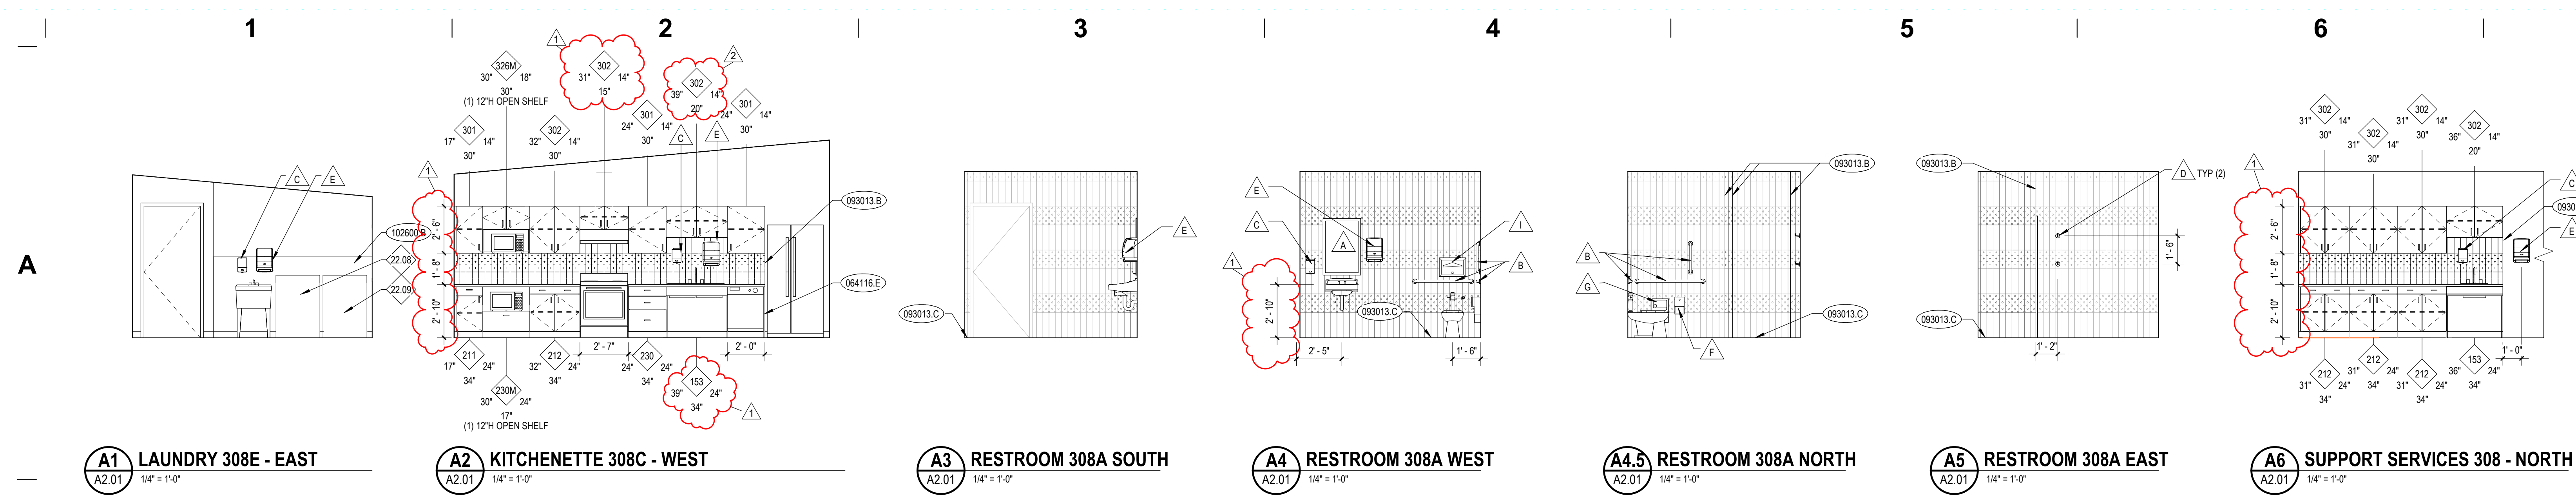 1
2
3
4
5
6
A
1
2
326M
30" 18"
30"
(1) 12"H OPEN SHELF
302
31" 14"
15"
302
39" 14"
20"
301
24" 14"
30"
301
24" 14"
30"
301
17" 14"
30"
302
32" 14"
30"
C
E
C
E
102600.B
22.08
22.09
1
2' - 6"
1' - 8"
2' - 10"
093013.B
064116.E
2' - 7"
2' - 0"
211
17" 24"
34"
230M
30" 24"
17"
(1) 12"H OPEN SHELF
212
32" 24"
34"
230
24" 24"
34"
153
39" 24"
34"
1
E
093013.C
E
C
A
I
B
1
2' - 10"
093013.C
2' - 5"
1' - 6"
093013.B
B
G
F
093013.C
093013.B
D TYP (2)
1' - 6"
093013.C
1' - 2"
1
302
31" 14"
30"
302
31" 14"
30"
302
31" 14"
30"
302
36" 14"
20"
C
E
2' - 6"
1' - 8"
2' - 10"
1' - 0"
212
31" 24"
34"
212
31" 24"
34"
212
31" 24"
34"
153
36" 24"
34"
A1
A2.01
LAUNDRY 308E - EAST
1/4" = 1'-0"
A2
A2.01
KITCHENETTE 308C - WEST
1/4" = 1'-0"
A3
A2.01
RESTROOM 308A SOUTH
1/4" = 1'-0"
A4
A2.01
RESTROOM 308A WEST
1/4" = 1'-0"
A4.5
A2.01
RESTROOM 308A NORTH
1/4" = 1'-0"
A5
A2.01
RESTROOM 308A EAST
1/4" = 1'-0"
A6
A2.01
SUPPORT SERVICES 308 - NORTH
1/4" = 1'-0"